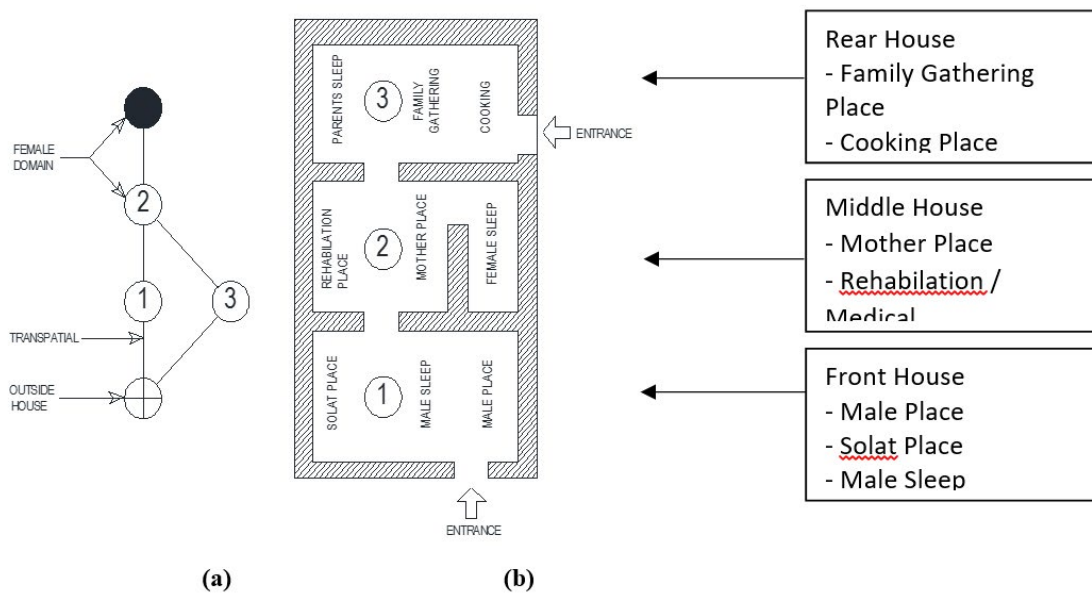 FEMALE
DOMAIN
2
1
3
TRANSPATIAL
OUTSIDE
HOUSE
(a)
PARENTS SLEEP
3
FAMILY
GATHERING
COOKING
ENTRANCE
REHABILATION
PLACE
2
MOTHER PLACE
FEMALE SLEEP
SOLAT PLACE
1
MALE SLEEP
MALE PLACE
ENTRANCE
(b)
Rear House
- Family Gathering
Place
- Cooking Place
Middle House
- Mother Place
- Rehabilation /
Medical
Front House
- Male Place
- Solat Place
- Male Sleep